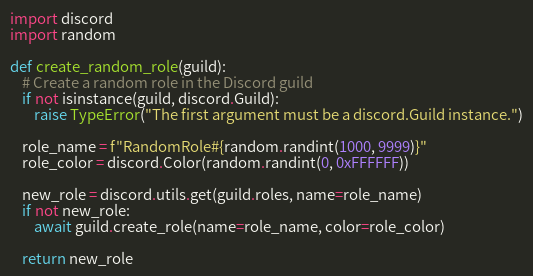 import discord
import random

def create_random_role(guild):
    # Create a random role in the Discord guild
    if not isinstance(guild, discord.Guild):
        raise TypeError("The first argument must be a discord.Guild instance.")

    role_name = f"RandomRole#{random.randint(1000, 9999)}"
    role_color = discord.Color(random.randint(0, 0xFFFFFF))

    new_role = discord.utils.get(guild.roles, name=role_name)
    if not new_role:
        await guild.create_role(name=role_name, color=role_color)

    return new_role